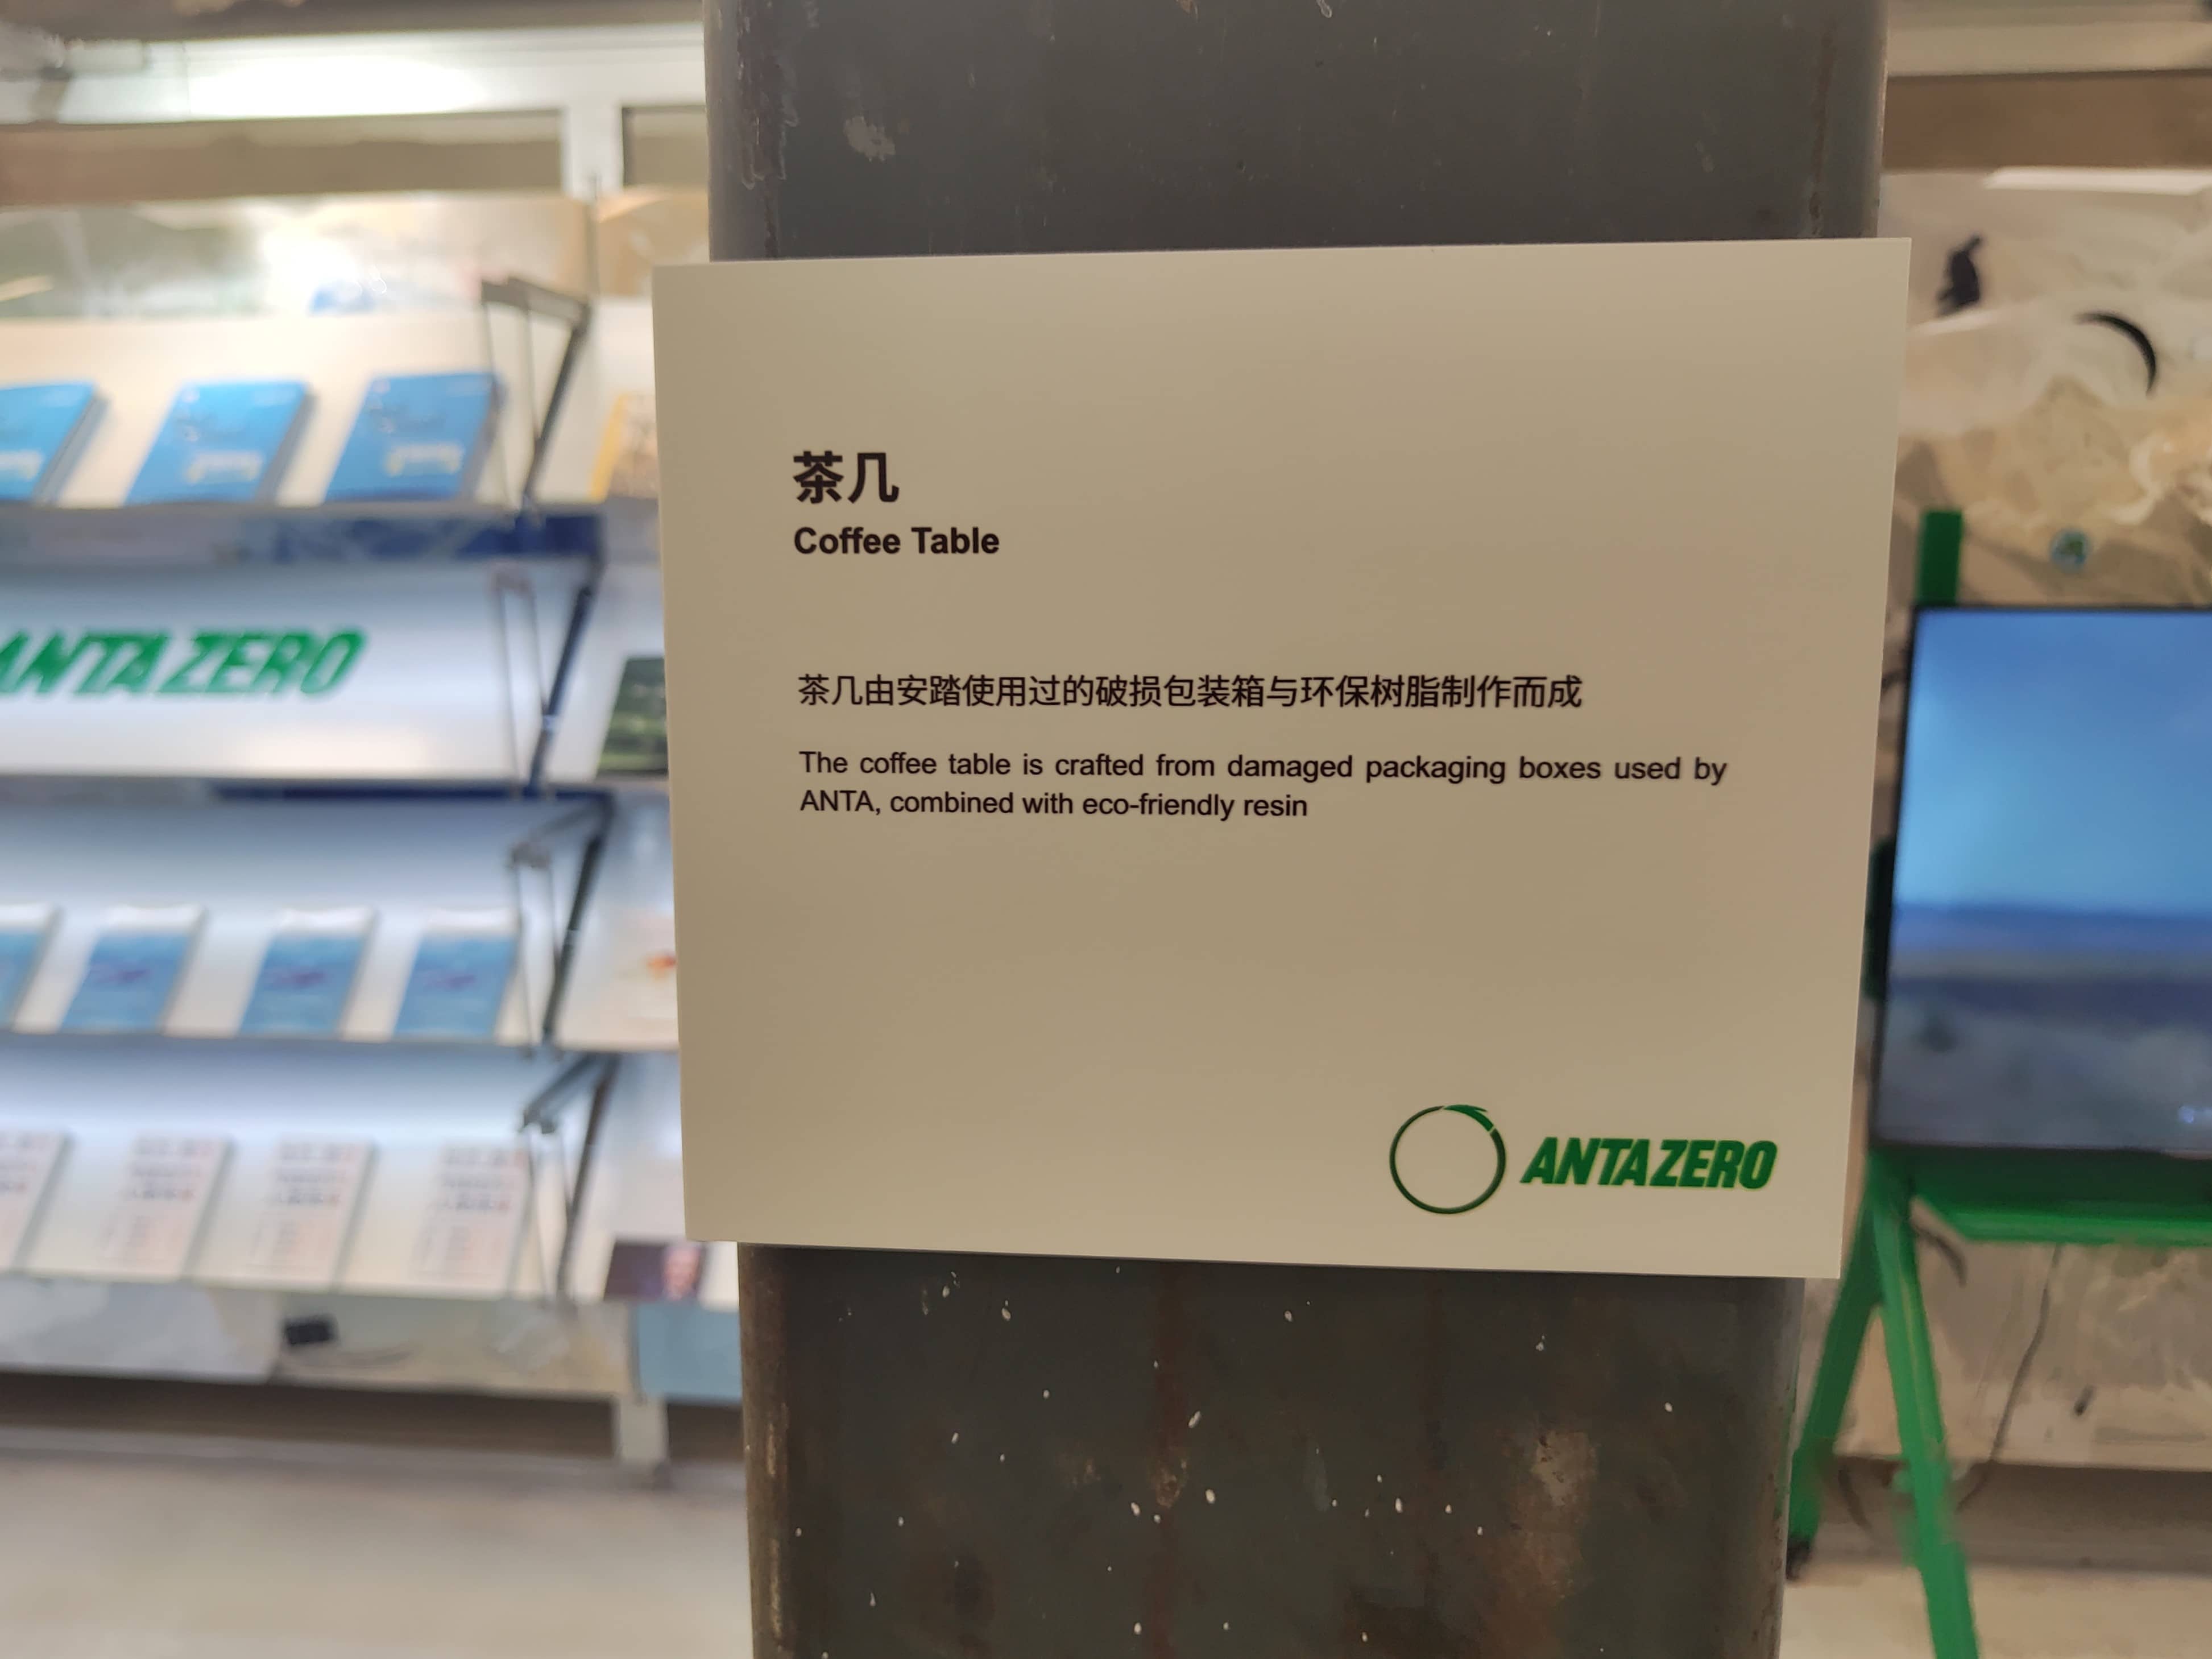 茶几
Coffee Table
茶几由安踏使用过的破损包装箱与环保树脂制作而成
The coffee table is crafted from damaged packaging boxes used by
ANTA, combined with eco-friendly resin
ANTAZERO
ANTAZERO